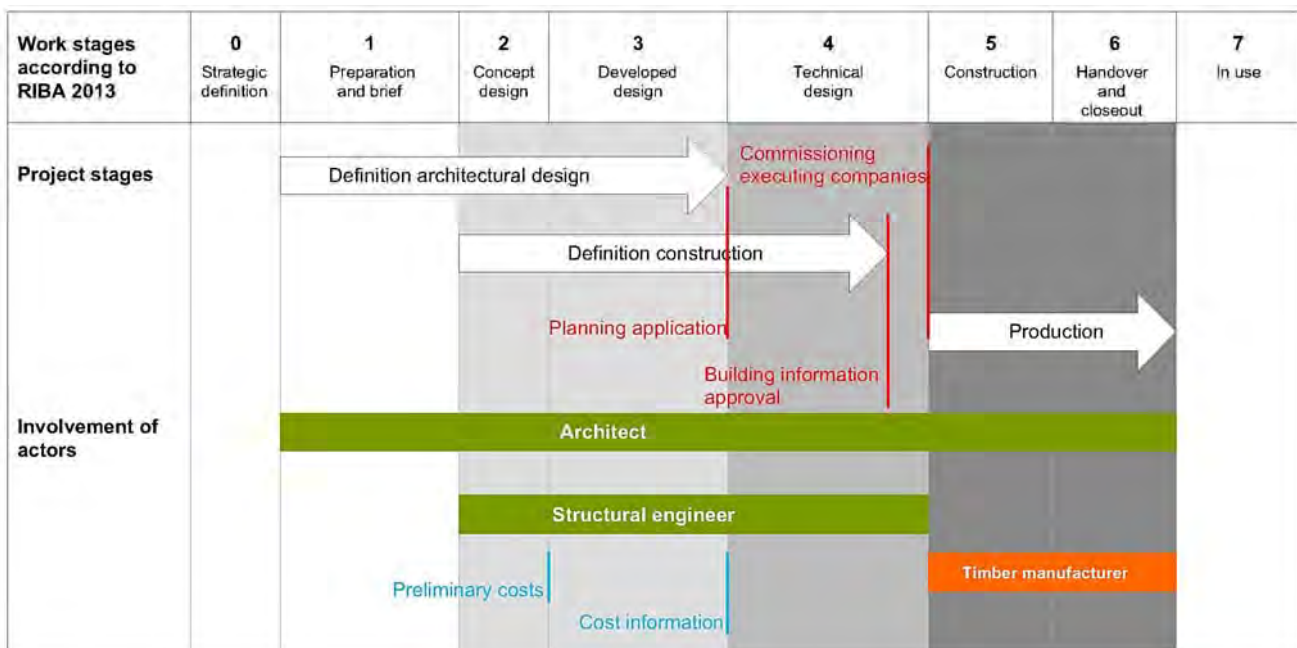 Work stages
according to
RIBA 2013
0
Strategic
definition
1
Preparation
and brief
2
Concept
design
3
Developed
design
4
Technical
design
5
Construction
6
Handover
and
closeout
7
In use
Project stages
Definition architectural design
Commissioning
executing companies
Definition construction
Planning application
Production
Building information
approval
Involvement of
actors
Architect
Structural engineer
Timber manufacturer
Preliminary costs
Cost information